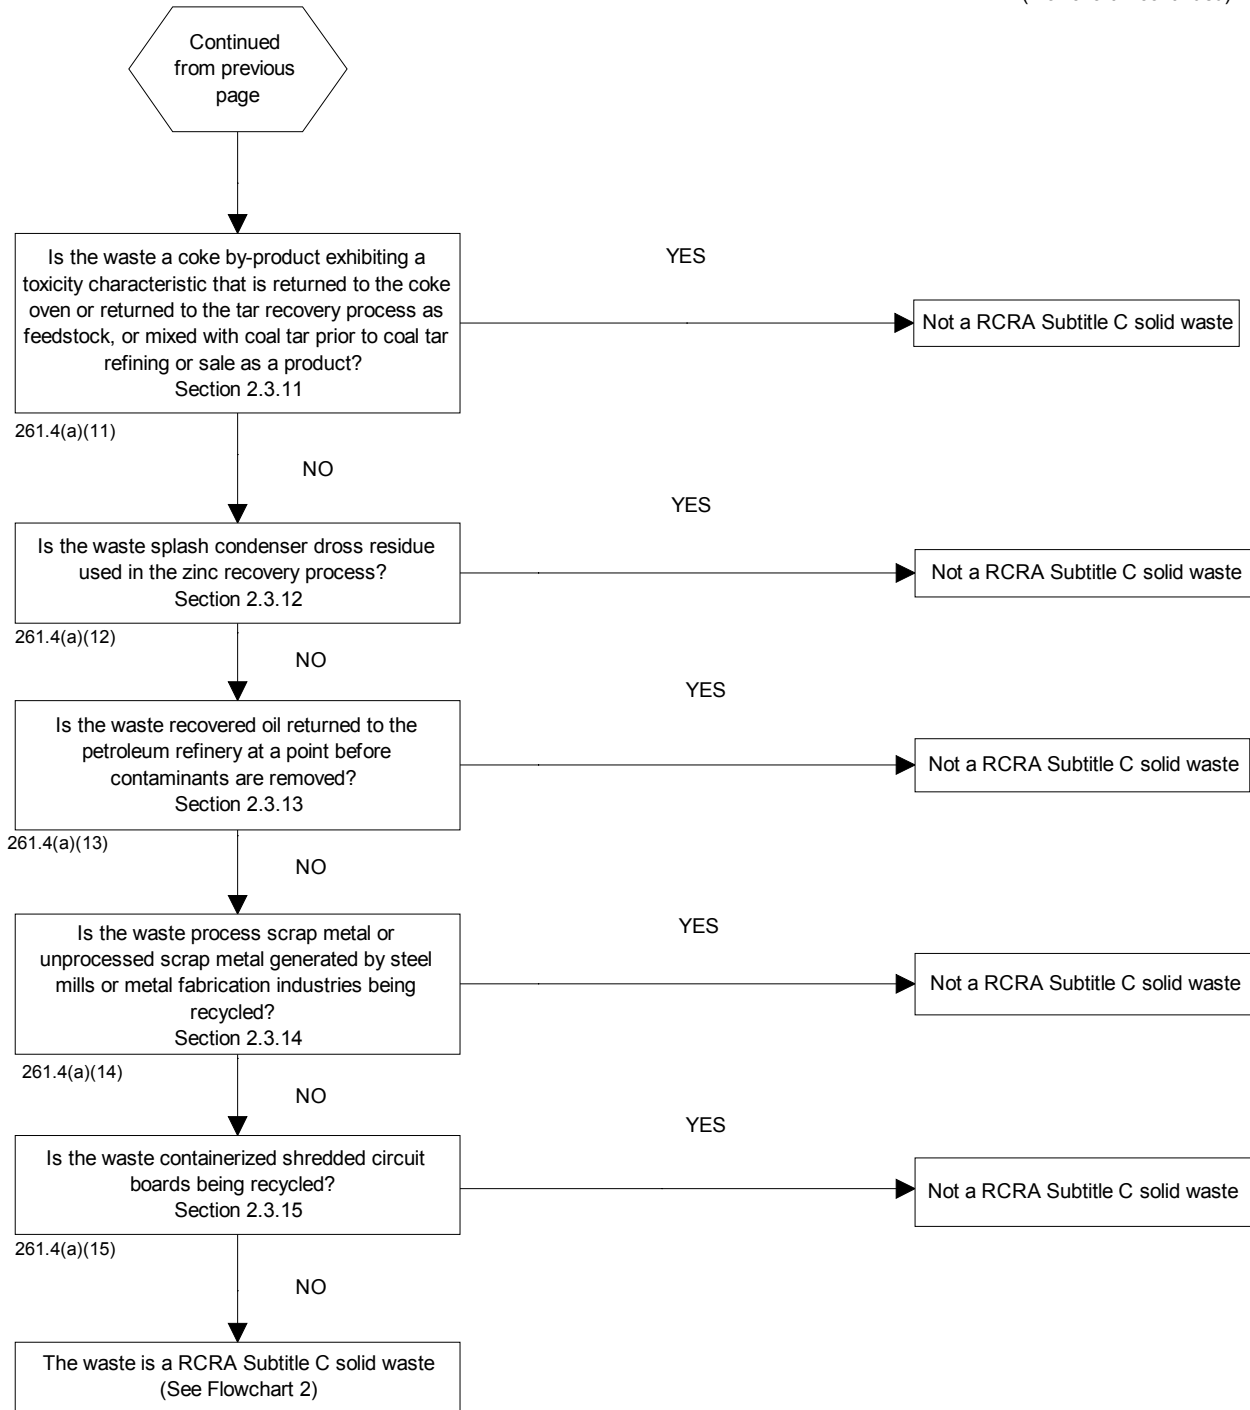 Continued
from previous
page
Is the waste a coke by-product exhibiting a
toxicity characteristic that is returned to the coke
oven or returned to the tar recovery process as
feedstock, or mixed with coal tar prior to coal tar
refining or sale as a product?
Section 2.3.11
YES
Not a RCRA Subtitle C solid waste
261.4(a)(11)
NO
Is the waste splash condenser dross residue
used in the zinc recovery process?
Section 2.3.12
YES
Not a RCRA Subtitle C solid waste
261.4(a)(12)
NO
Is the waste recovered oil returned to the
petroleum refinery at a point before
contaminants are removed?
Section 2.3.13
YES
Not a RCRA Subtitle C solid waste
261.4(a)(13)
NO
Is the waste process scrap metal or
unprocessed scrap metal generated by steel
mills or metal fabrication industries being
recycled?
Section 2.3.14
YES
Not a RCRA Subtitle C solid waste
261.4(a)(14)
NO
Is the waste containerized shredded circuit
boards being recycled?
Section 2.3.15
YES
Not a RCRA Subtitle C solid waste
261.4(a)(15)
NO
The waste is a RCRA Subtitle C solid waste
(See Flowchart 2)